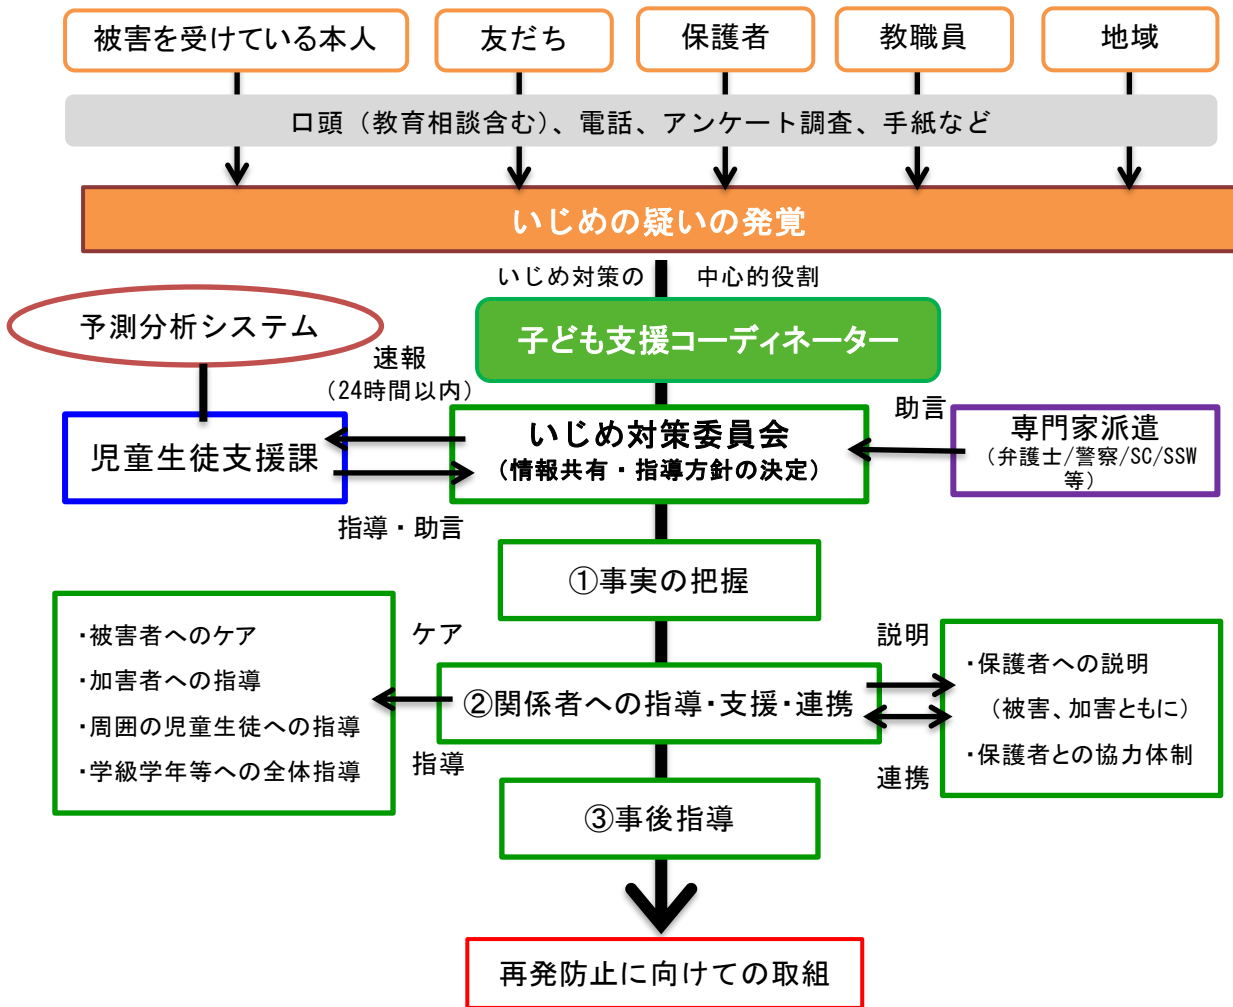 被害を受けている本人
友だち
保護者
教職員
地域
口頭（教育相談含む）、電話、アンケート調査、手紙など
いじめの疑いの発覚
いじめ対策の 中心的役割
子ども支援コーディネーター
予測分析システム
速報
（24時間以内）
児童生徒支援課
いじめ対策委員会
（情報共有・指導方針の決定）
助言
専門家派遣
（弁護士/警察/SC/SSW
等）
指導・助言
①事実の把握
・被害者へのケア
・加害者への指導
・周囲の児童生徒への指導
・学級学年等への全体指導
ケア
②関係者への指導・支援・連携
指導
説明
・保護者への説明
（被害、加害ともに）
・保護者との協力体制
連携
③事後指導
再発防止に向けての取組